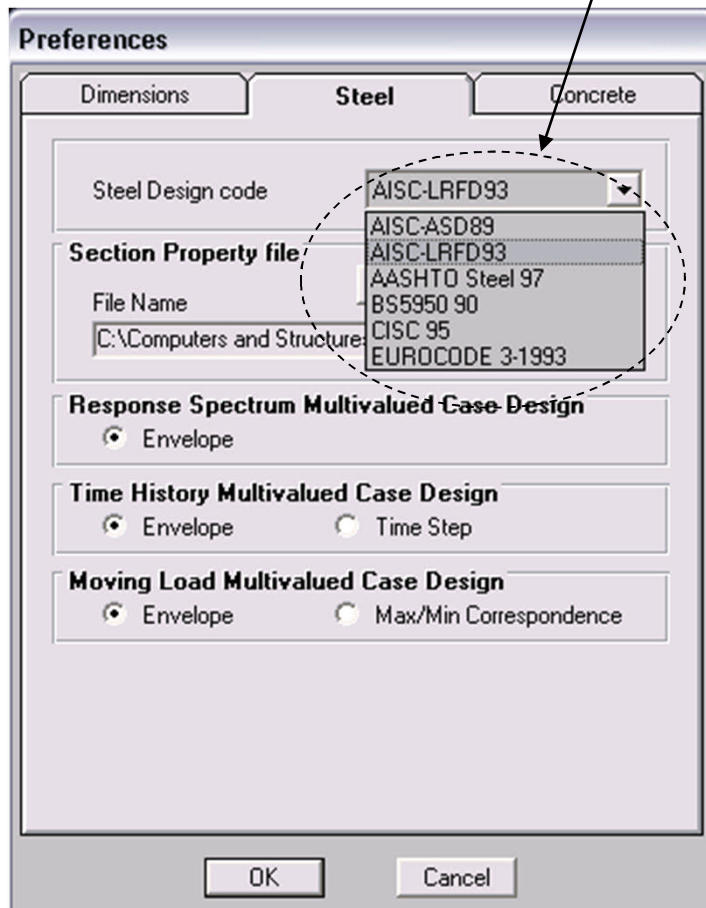 Preferences
Dimensions Steel Concrete
Steel Design code AISC-LRFD93
AISC-ASD89
AISC-LRFD93
AASHTO Steel 97
BS5950 90
CISC 95
EUROCODE 3-1993
Section Property file
File Name
C:\Computers and Structures
Response Spectrum Multivalued Case Design
Envelope
Time History Multivalued Case Design
Envelope Time Step
Moving Load Multivalued Case Design
Envelope Max/Min Correspondence
OK Cancel